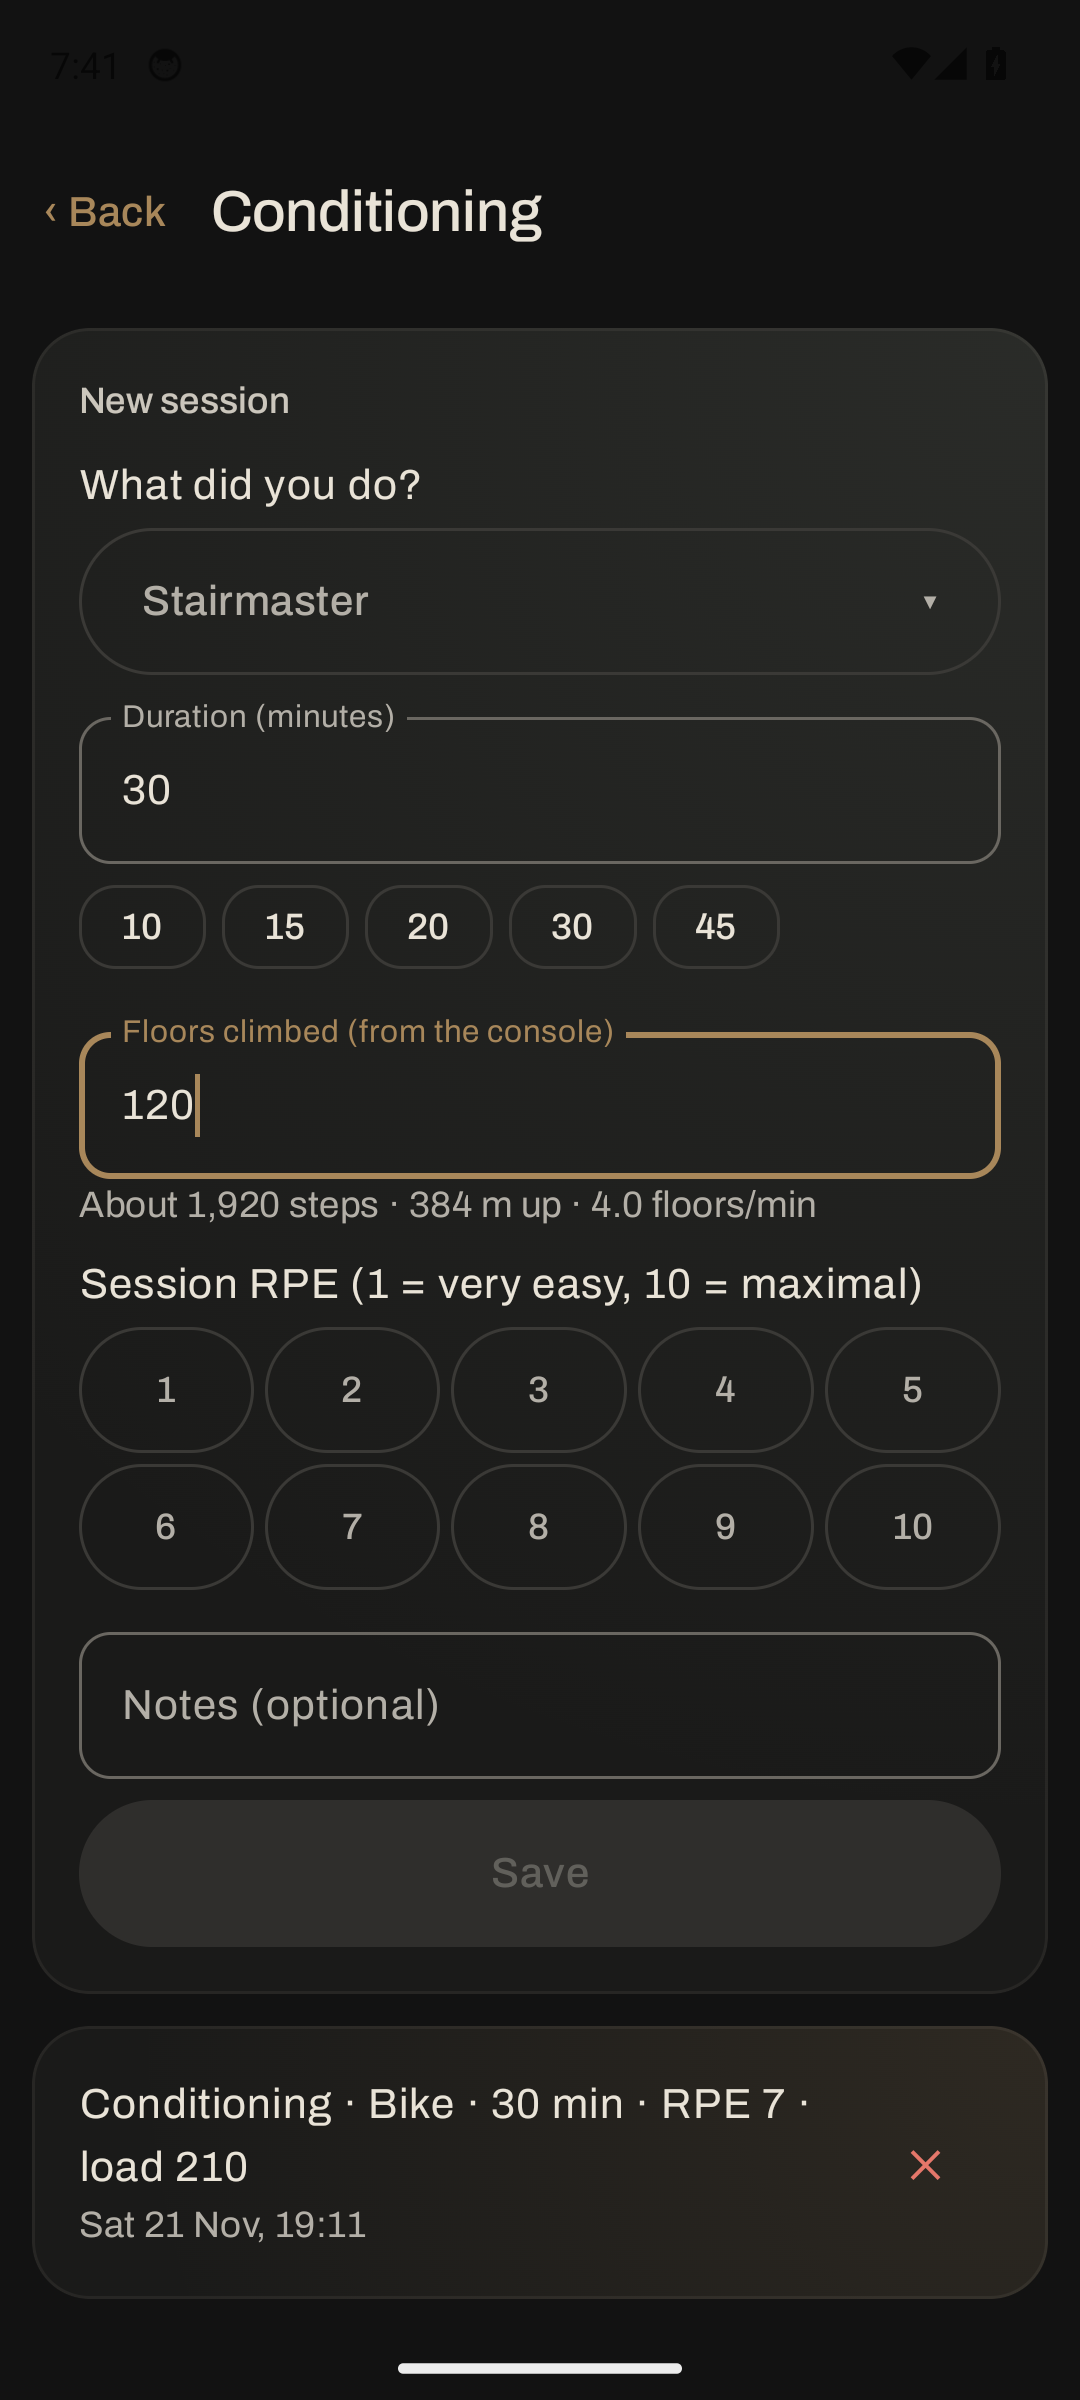 7:41
‹ Back Conditioning
New session
What did you do?
Stairmaster ▾
Duration (minutes)
30
10 15 20 30 45
Floors climbed (from the console)
120
About 1,920 steps · 384 m up · 4.0 floors/min
Session RPE (1 = very easy, 10 = maximal)
1 2 3 4 5
6 7 8 9 10
Notes (optional)
Save
Conditioning · Bike · 30 min · RPE 7 ·
load 210
Sat 21 Nov, 19:11